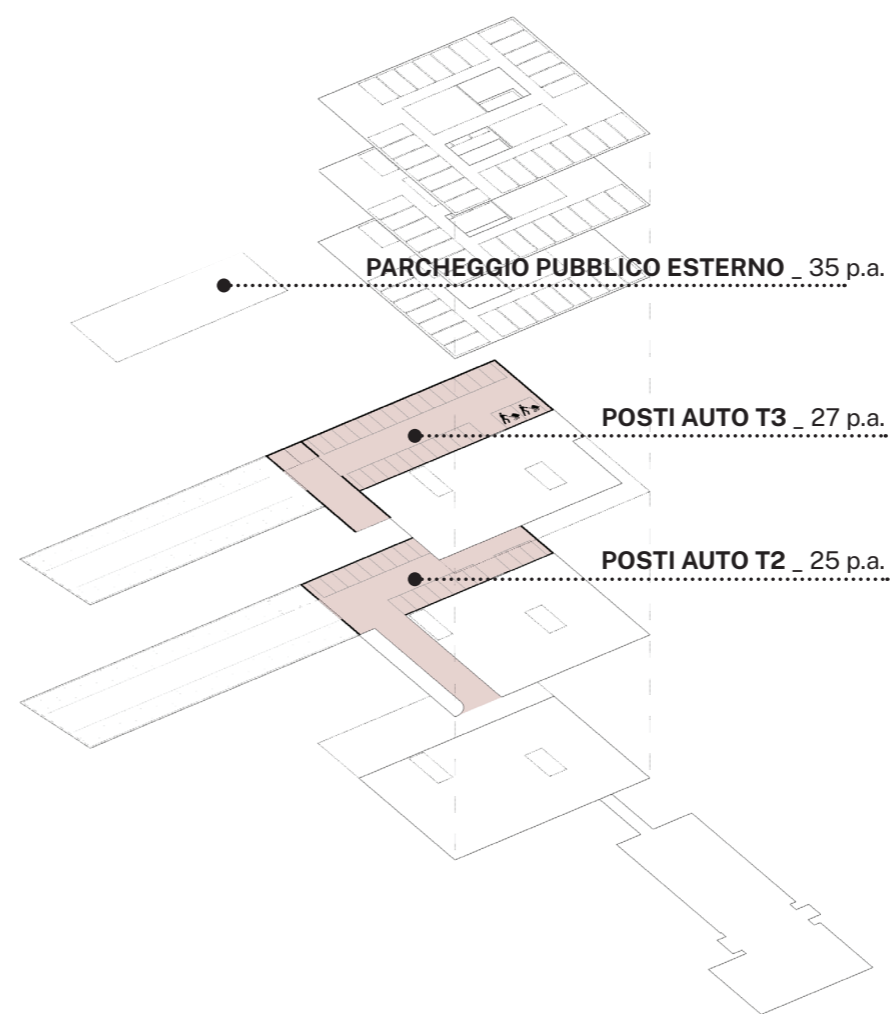 PARCHEGGIO PUBBLICO ESTERNO _ 35 p.a.
POSTI AUTO T3 _ 27 p.a.
POSTI AUTO T2 _ 25 p.a.